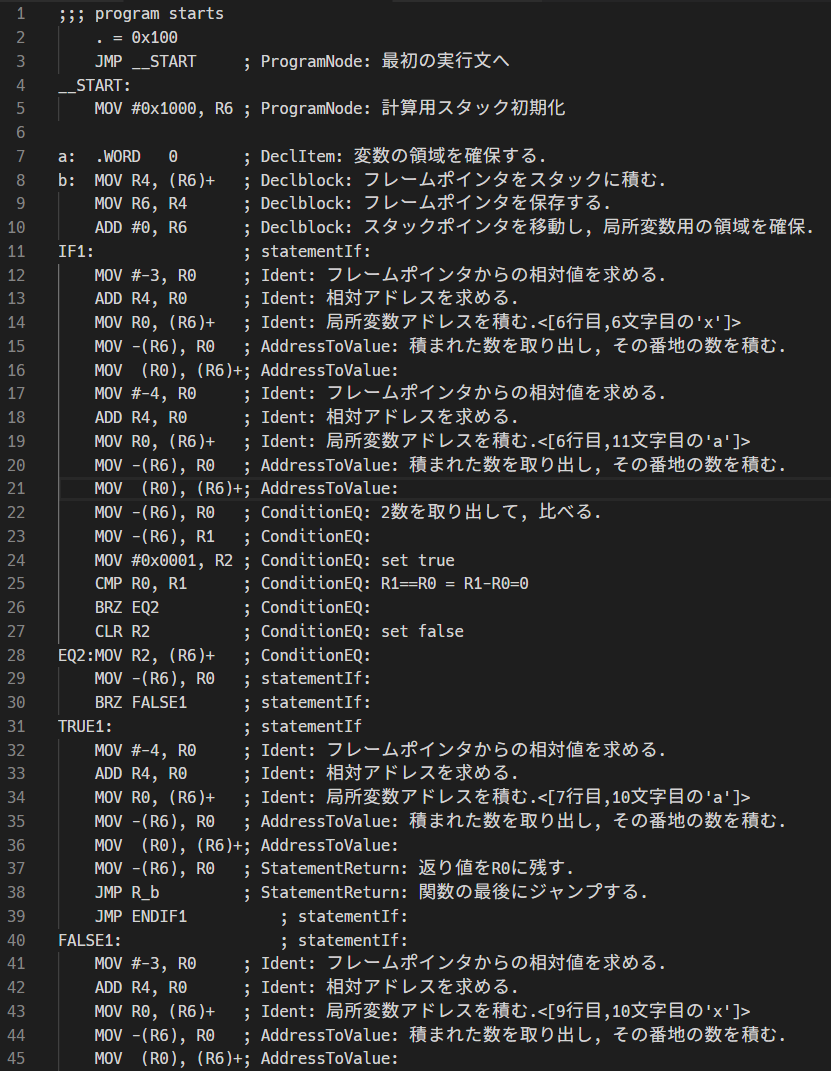 1 ;;; program starts
2 . = 0x100
3 JMP __START ; ProgramNode: 最初の実行文へ
4 __START:
5 MOV #0x1000, R6 ; ProgramNode: 計算用スタック初期化
6
7 a: .WORD 0 ; DeclItem: 変数の領域を確保する.
8 b: MOV R4, (R6)+ ; Declblock: フレームポインタをスタックに積む.
9 MOV R6, R4 ; Declblock: フレームポインタを保存する.
10 ADD #0, R6 ; Declblock: スタックポインタを移動し, 局所変数用の領域を確保.
11 IF1: ; statementIf:
12 MOV #-3, R0 ; Ident: フレームポインタからの相対値を求める.
13 ADD R4, R0 ; Ident: 相対アドレスを求める.
14 MOV R0, (R6)+ ; Ident: 局所変数アドレスを積む.<[6行目,6文字目の'x']>
15 MOV -(R6), R0 ; AddressToValue: 積まれた数を取り出し, その番地の数を積む.
16 MOV (R0), (R6)+; AddressToValue:
17 MOV #-4, R0 ; Ident: フレームポインタからの相対値を求める.
18 ADD R4, R0 ; Ident: 相対アドレスを求める.
19 MOV R0, (R6)+ ; Ident: 局所変数アドレスを積む.<[6行目,11文字目の'a']>
20 MOV -(R6), R0 ; AddressToValue: 積まれた数を取り出し, その番地の数を積む.
21 MOV (R0), (R6)+; AddressToValue:
22 MOV -(R6), R0 ; ConditionEQ: 2数を取り出して, 比べる.
23 MOV -(R6), R1 ; ConditionEQ:
24 MOV #0x0001, R2 ; ConditionEQ: set true
25 CMP R0, R1 ; ConditionEQ: R1==R0 = R1-R0=0
26 BRZ EQ2 ; ConditionEQ:
27 CLR R2 ; ConditionEQ: set false
28 EQ2:MOV R2, (R6)+ ; ConditionEQ:
29 MOV -(R6), R0 ; statementIf:
30 BRZ FALSE1 ; statementIf:
31 TRUE1: ; statementIf
32 MOV #-4, R0 ; Ident: フレームポインタからの相対値を求める.
33 ADD R4, R0 ; Ident: 相対アドレスを求める.
34 MOV R0, (R6)+ ; Ident: 局所変数アドレスを積む.<[7行目,10文字目の'a']>
35 MOV -(R6), R0 ; AddressToValue: 積まれた数を取り出し, その番地の数を積む.
36 MOV (R0), (R6)+; AddressToValue:
37 MOV -(R6), R0 ; StatementReturn: 返り値をR0に残す.
38 JMP R_b ; StatementReturn: 関数の最後にジャンプする.
39 JMP ENDIF1 ; statementIf:
40 FALSE1: ; statementIf:
41 MOV #-3, R0 ; Ident: フレームポインタからの相対値を求める.
42 ADD R4, R0 ; Ident: 相対アドレスを求める.
43 MOV R0, (R6)+ ; Ident: 局所変数アドレスを積む.<[9行目,10文字目の'x']>
44 MOV -(R6), R0 ; AddressToValue: 積まれた数を取り出し, その番地の数を積む.
45 MOV (R0), (R6)+; AddressToValue: